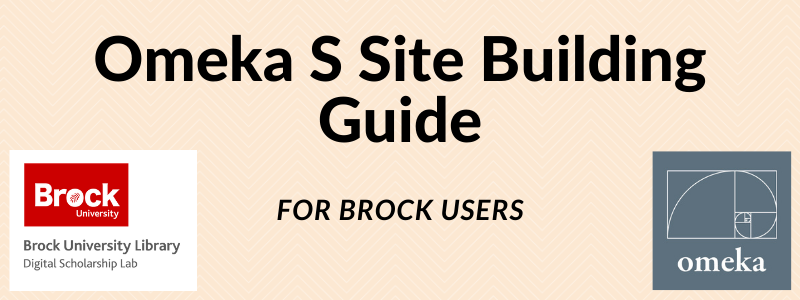 Omeka S Site Building
Guide
FOR BROCK USERS
Brock
University
Brock University Library
Digital Scholarship Lab
omeka